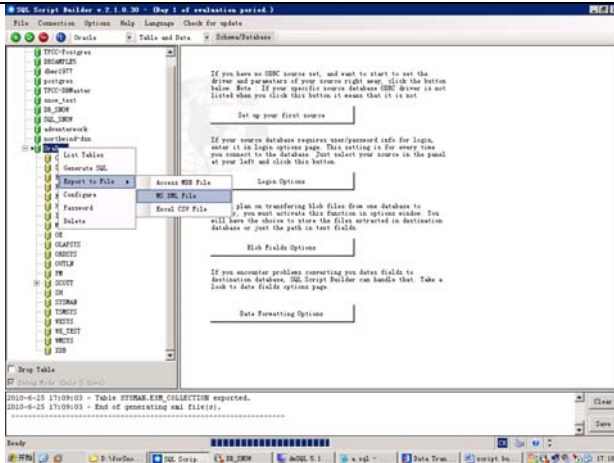 SQL Script Builder v.2.1.0.30 - (Day 1 of evaluation period.)
File Connection Options Help Language Check for update
Oracle Table and Data Schema/Database
TPCC-Postgres
DBSAMPLES
dber1977
postgres
snow_test
DB_SNOW
SQL_SNOW
adventerwork
northwind-dsn
List Tables
Generate SQL
Export to File
Configure
Password
Delete
Access MDB File
MS XML File
Excel CSV File
OE
OLAPSYS
ORDSYS
OUTLN
PM
SCOTT
SH
SYSMAN
TSMSYS
WKSYS
WK_TEST
WMSYS
XDB
If you have no ODBC source set, and want to start to set the
driver and parameters of your source right away, click the button
below. Note : If your specific source database ODBC driver is not
listed when you click this button it means that it is not
Set up your first source
If your source database requires user/password info for login,
enter it in login options page. This setting is for every time
you connect to the database. Just select your source in the panel
at your left and click this button.
Login Options
plan on transfering blob files from one database to
, you must activate this function in options window. You
will have the choice to store the files extracted in destination
database or just the path in text fields.
Blob Fields Options
If you encounter problems converting you dates fields to
destination database, SQL Script Builder can handle that. Take a
look to date fields options page.
Date Formatting Options
Drop Table
2010-6-25 17:09:03 - Table SYSMAN.ESM_COLLECTION exported.
2010-6-25 17:09:03 - End of generating xml file(s).
Clear
Save
Ready
开始
SQL Scrip...
DB_SNOW
a.sql -
Data Tran...
script bu...